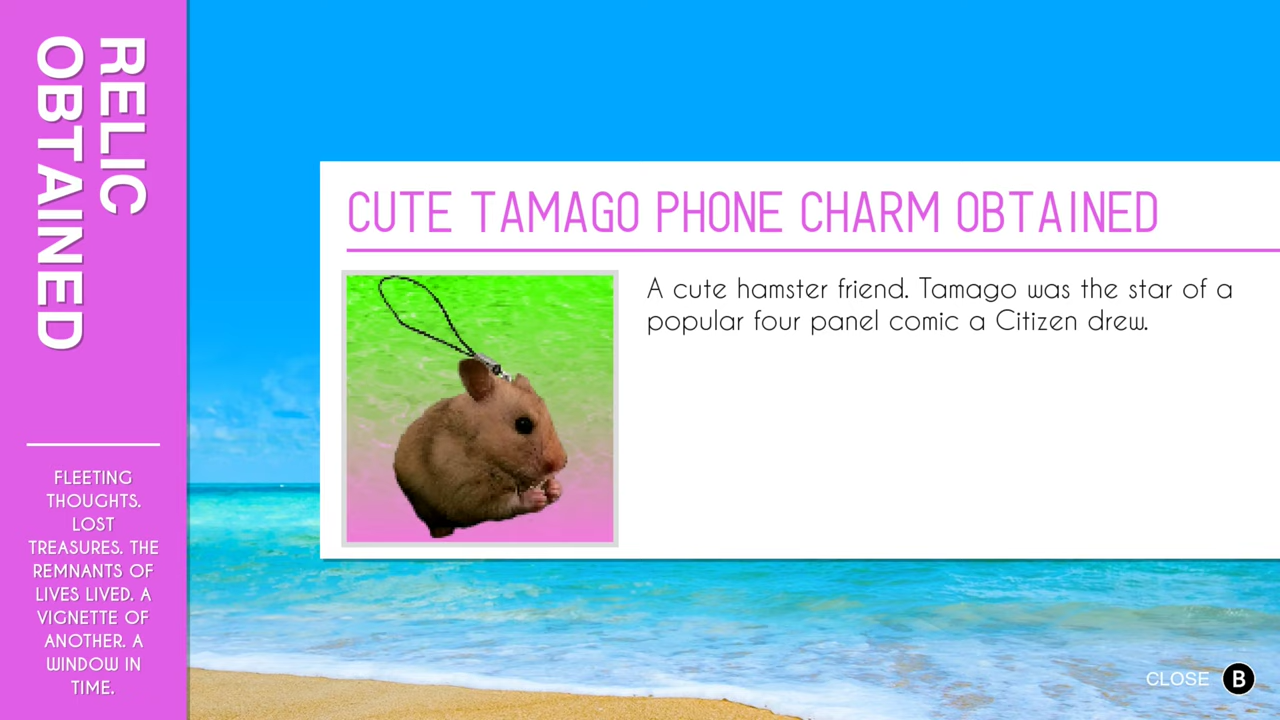 RELIC
OBTAINED
FLEETING
THOUGHTS.
LOST
TREASURES. THE
REMNANTS OF
LIVES LIVED. A
VIGNETTE OF
ANOTHER. A
WINDOW IN
TIME.
CUTE TAMAGO PHONE CHARM OBTAINED
A cute hamster friend. Tamago was the star of a
popular four panel comic a Citizen drew.
CLOSE B